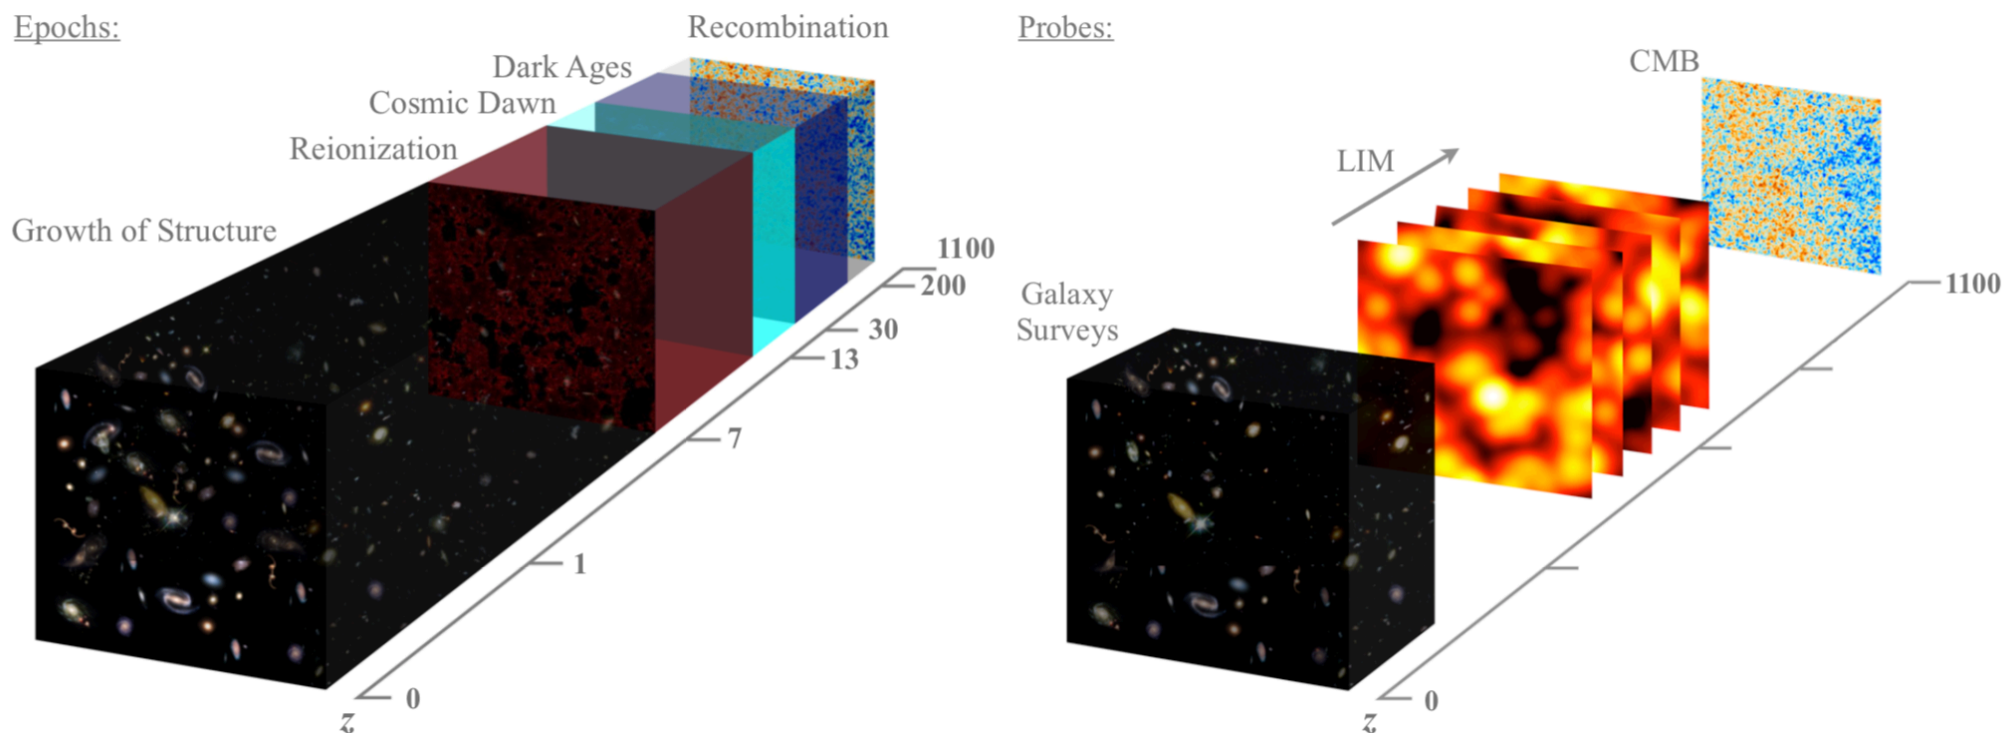 Epochs:
Recombination
Dark Ages
Cosmic Dawn
Reionization
Growth of Structure
1100
200
30
13
7
1
0
z
Probes:
CMB
LIM
Galaxy
Surveys
1100
0
z